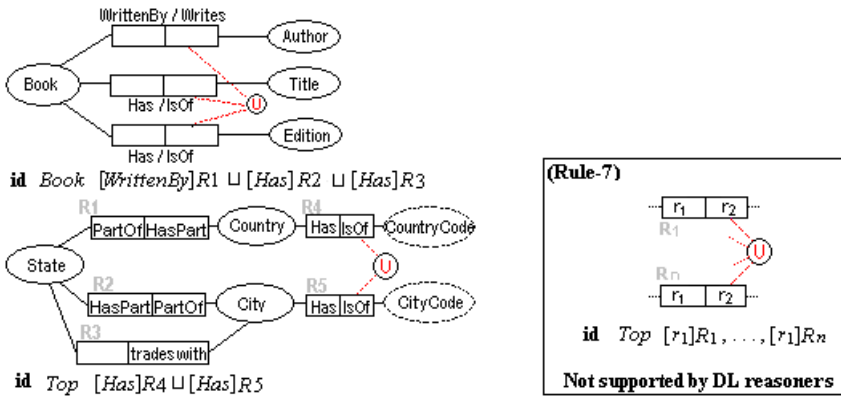 WrittenBy / Writes
Author
Book
Title
U
Has / IsOf
Edition
Has / IsOf
id Book [WrittenBy]R1 ⊔ [Has]R2 ⊔ [Has]R3
R1
R4
PartOf HasPart
Country
Has IsOf
CountryCode
State
U
R2
R5
HasPart PartOf
City
Has IsOf
CityCode
R3
trades with
id Top [Has]R4 ⊔ [Has]R5
(Rule-7)
r1 r2
R1
U
Rn
r1 r2
id Top [r1]R1, . . . , [r1]Rn
Not supported by DL reasoners